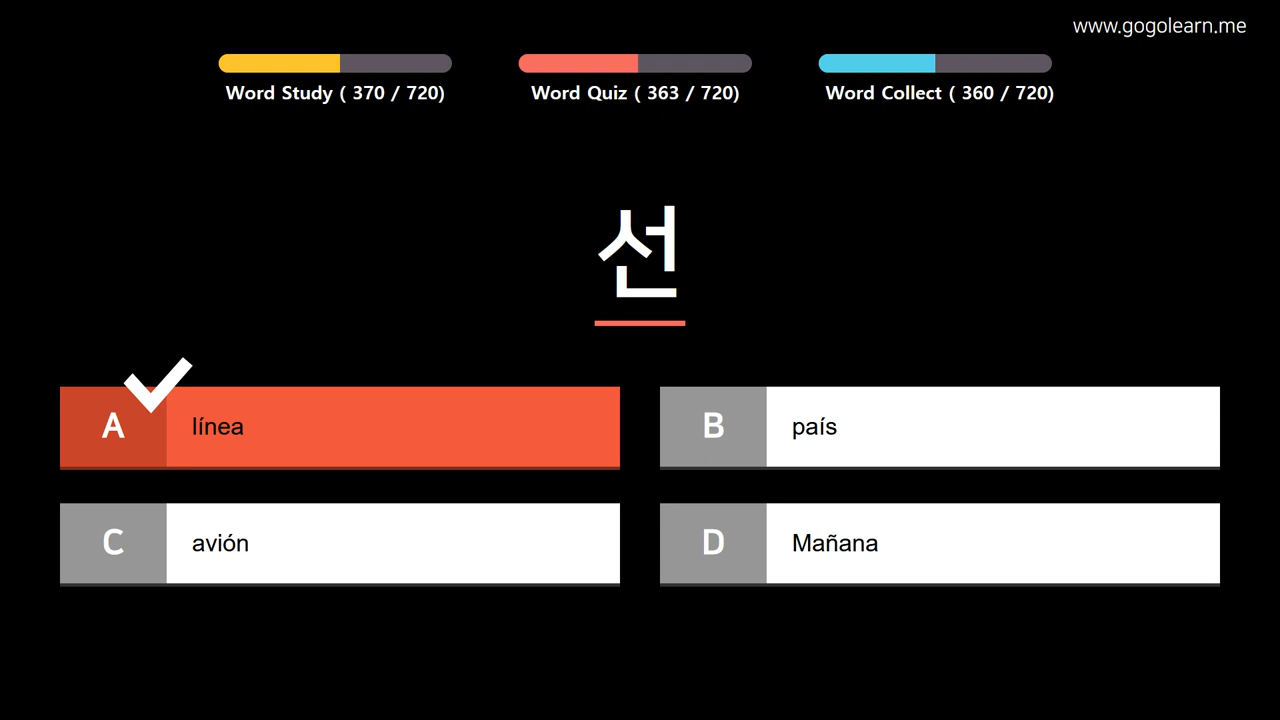 www.gogolearn.me
Word Study ( 370 / 720)
Word Quiz ( 363 / 720)
Word Collect ( 360 / 720)
선
A
línea
B
país
C
avión
D
Mañana